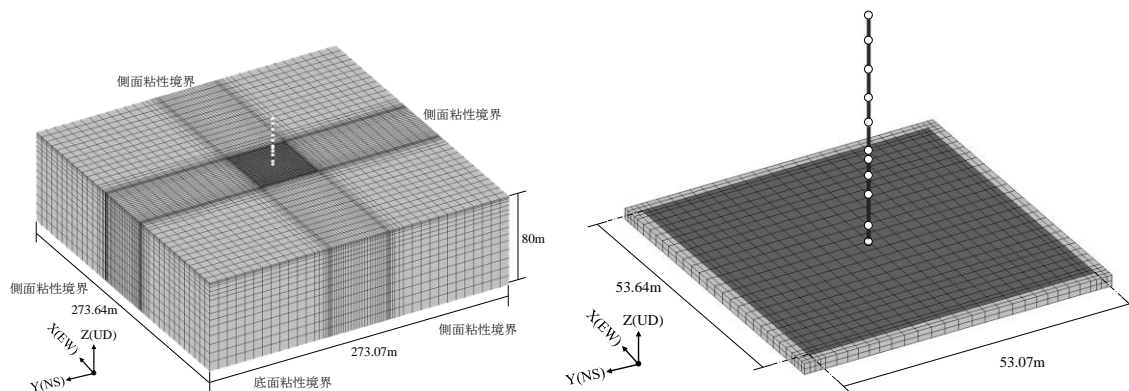 側面粘性境界
側面粘性境界
80m
側面粘性境界
273.64m
X(EW)
Z(UD)
Y(NS)
273.07m
側面粘性境界
底面粘性境界
53.64m
X(EW)
Z(UD)
Y(NS)
53.07m